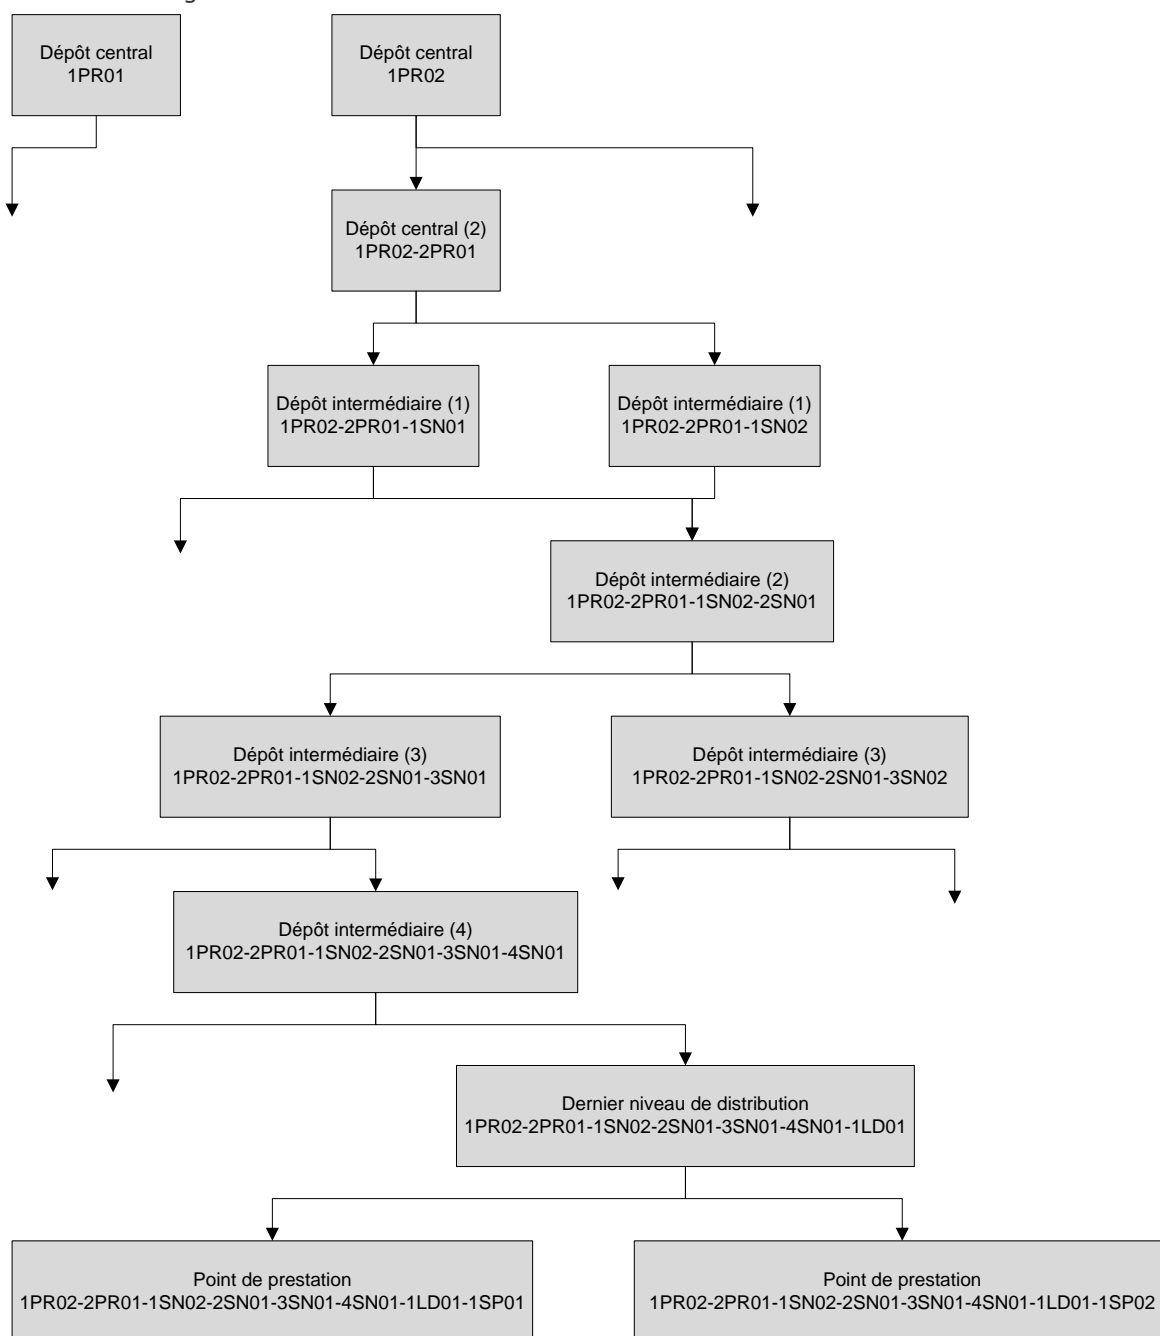 Dépôt central
1PR01
Dépôt central
1PR02
Dépôt central (2)
1PR02-2PR01
Dépôt intermédiaire (1)
1PR02-2PR01-1SN01
Dépôt intermédiaire (1)
1PR02-2PR01-1SN02
Dépôt intermédiaire (2)
1PR02-2PR01-1SN02-2SN01
Dépôt intermédiaire (3)
1PR02-2PR01-1SN02-2SN01-3SN01
Dépôt intermédiaire (3)
1PR02-2PR01-1SN02-2SN01-3SN02
Dépôt intermédiaire (4)
1PR02-2PR01-1SN02-2SN01-3SN01-4SN01
Dernier niveau de distribution
1PR02-2PR01-1SN02-2SN01-3SN01-4SN01-1LD01
Point de prestation
1PR02-2PR01-1SN02-2SN01-3SN01-4SN01-1LD01-1SP01
Point de prestation
1PR02-2PR01-1SN02-2SN01-3SN01-4SN01-1LD01-1SP02